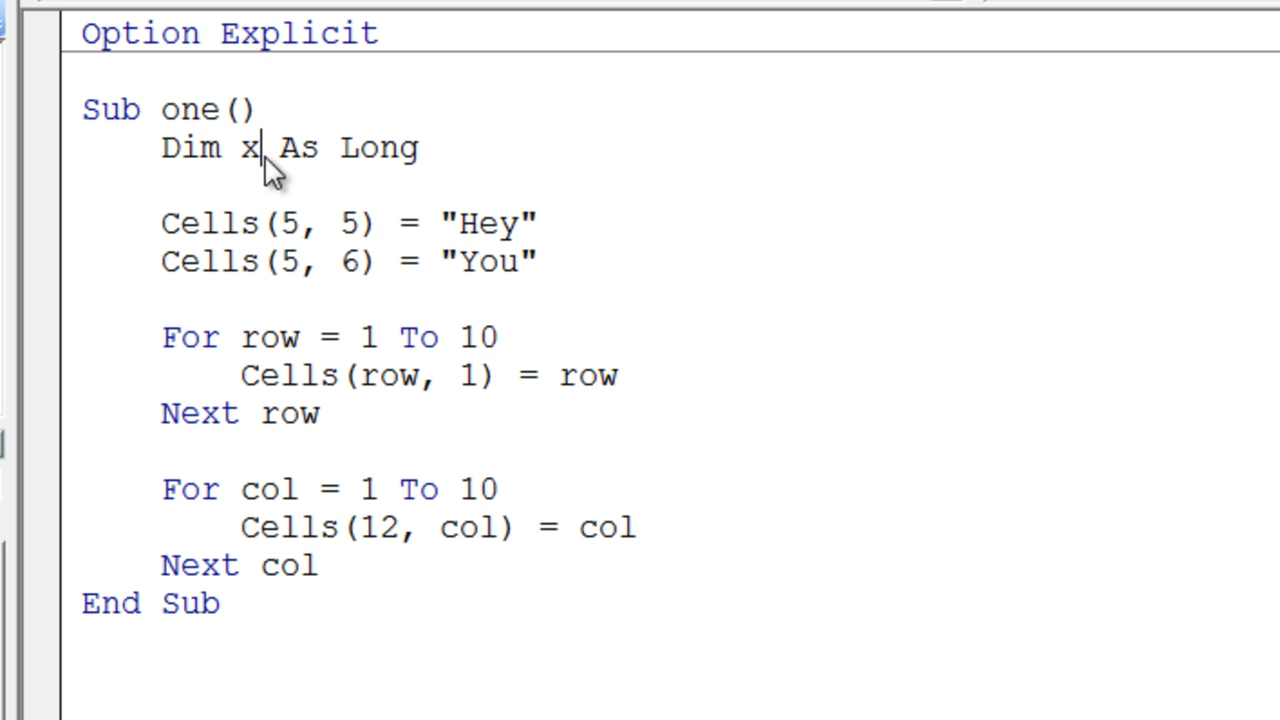 Option Explicit
Sub one()
Dim x As Long
Cells(5, 5) = "Hey"
Cells(5, 6) = "You"
For row = 1 To 10
Cells(row, 1) = row
Next row
For col = 1 To 10
Cells(12, col) = col
Next col
End Sub